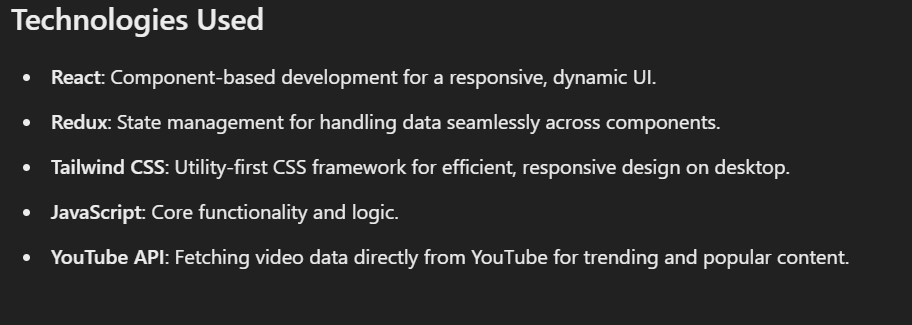 Technologies Used
• React: Component-based development for a responsive, dynamic UI.
• Redux: State management for handling data seamlessly across components.
• Tailwind CSS: Utility-first CSS framework for efficient, responsive design on desktop.
• JavaScript: Core functionality and logic.
• YouTube API: Fetching video data directly from YouTube for trending and popular content.